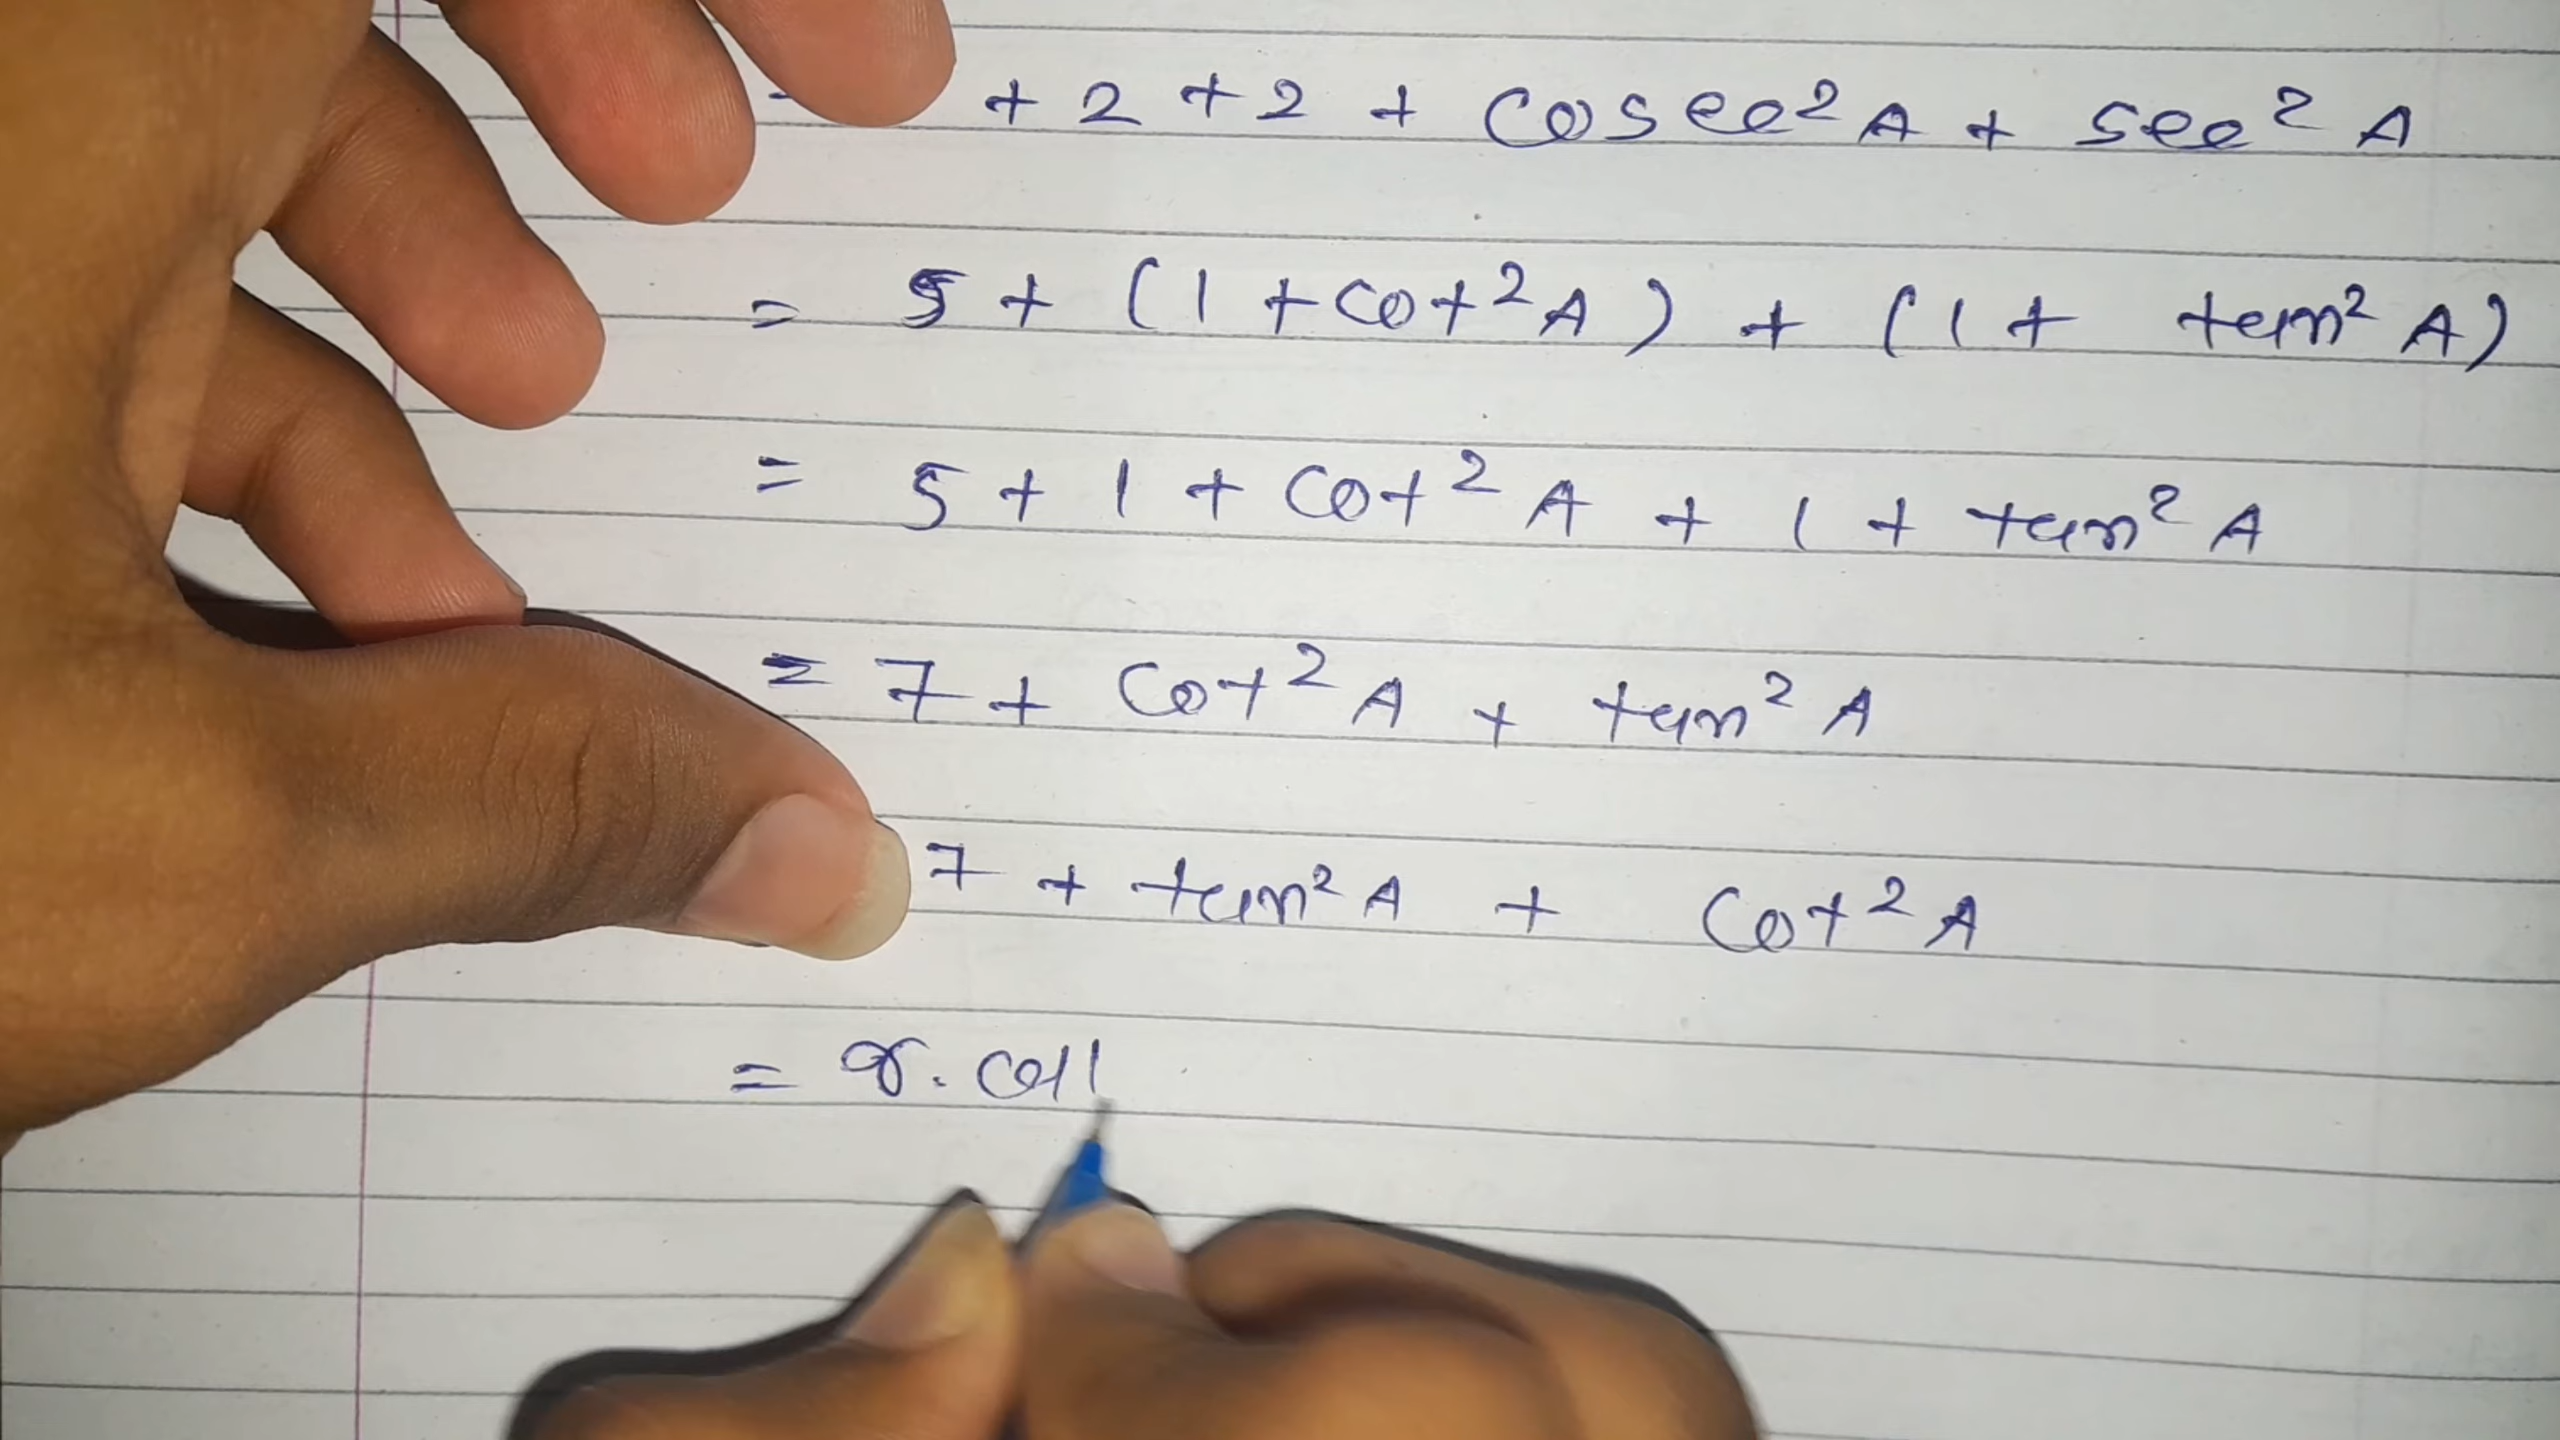 + 2 + 2 + cosec² A + sec² A
= 5 + (1 + cot² A) + (1 + tan² A)
= 5 + 1 + cot² A + 1 + tan² A
= 7 + cot² A + tan² A
7 + tan² A + cot² A
=